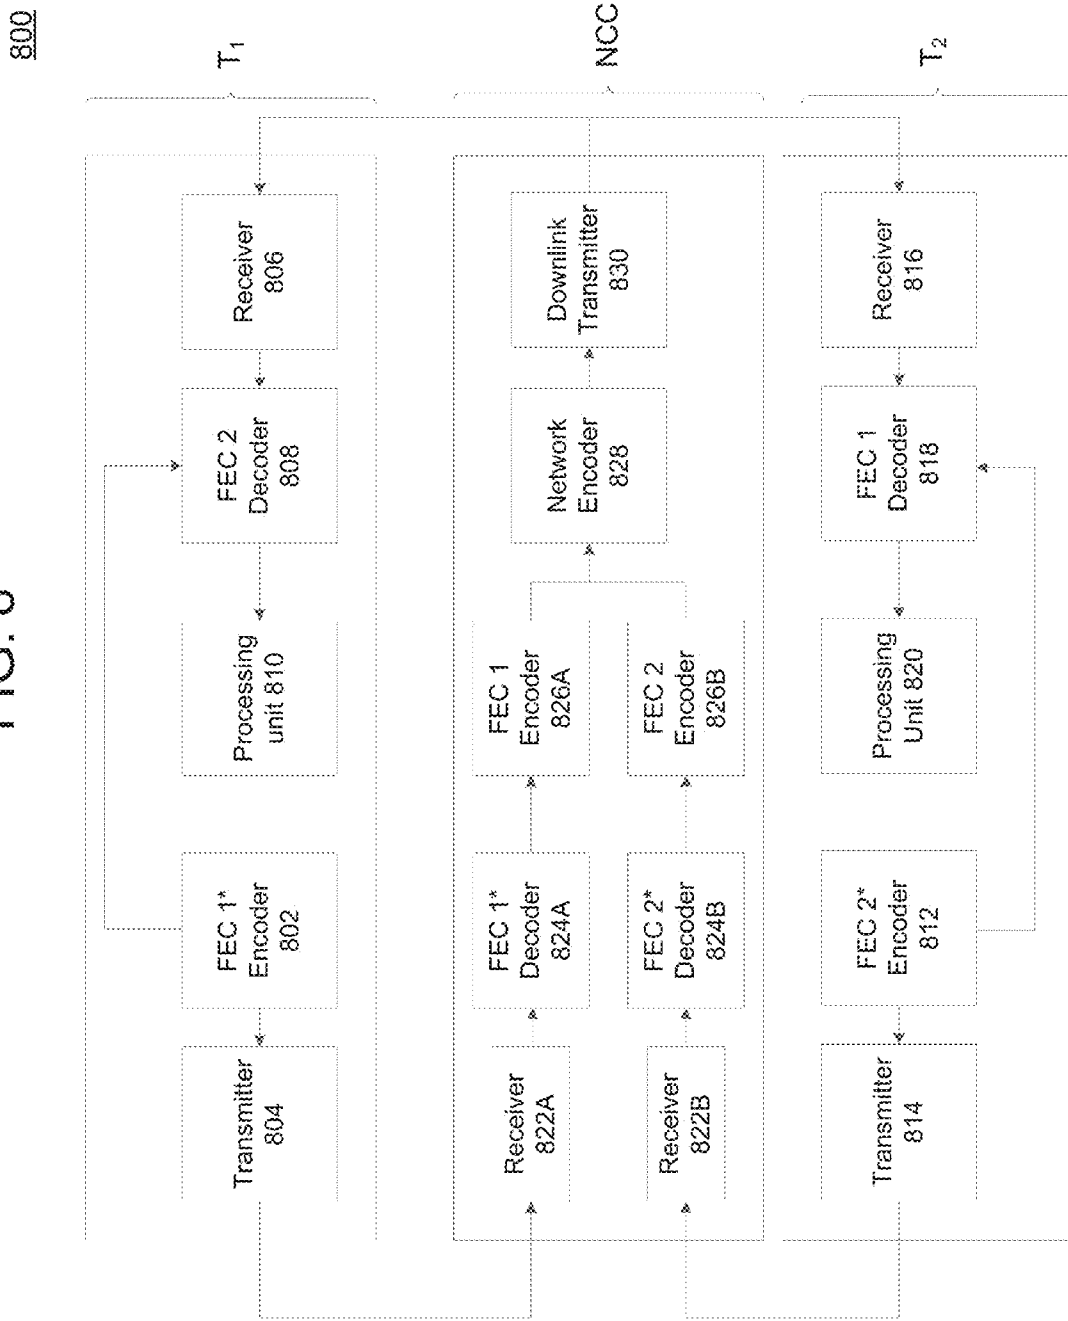 800
Transmitter
804
FEC 1*
Encoder
802
Processing
unit 810
FEC 2
Decoder
808
Receiver
806
T₁
Receiver
822A
FEC 1*
Decoder
824A
FEC 1
Encoder
826A
Receiver
822B
FEC 2*
Decoder
824B
FEC 2
Encoder
826B
Network
Encoder
828
Downlink
Transmitter
830
NCC
Transmitter
814
FEC 2*
Encoder
812
Processing
Unit 820
FEC 1
Decoder
818
Receiver
816
T₂